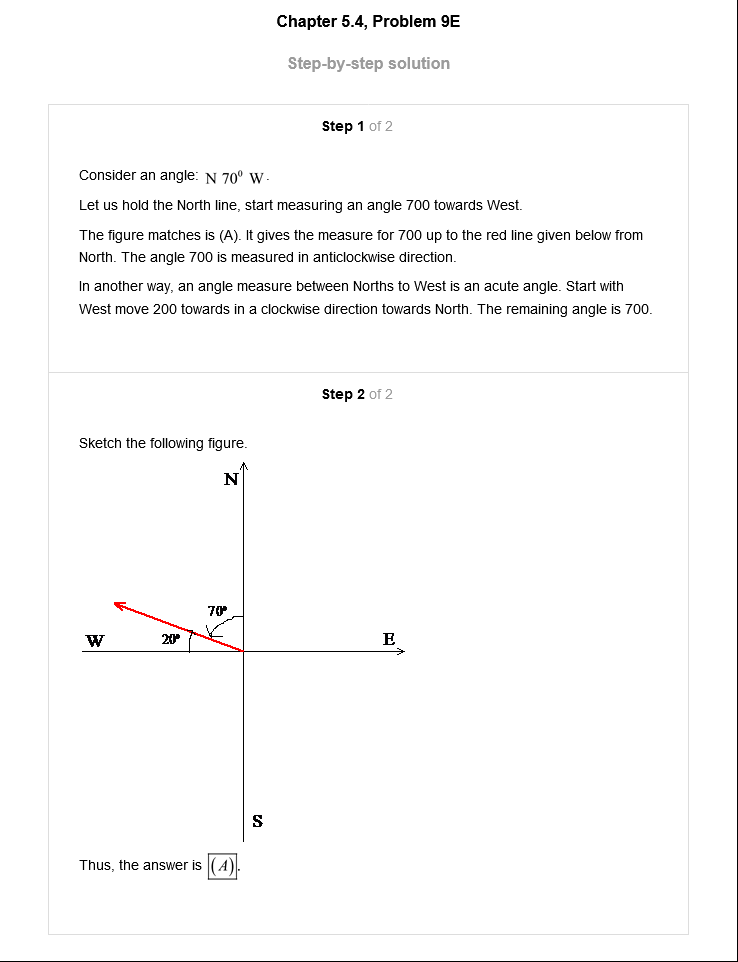 Chapter 5.4, Problem 9E
Step-by-step solution
Step 1 of 2
Consider an angle: N 70⁰ W.
Let us hold the North line, start measuring an angle 700 towards West.
The figure matches is (A). It gives the measure for 700 up to the red line given below from
North. The angle 700 is measured in anticlockwise direction.
In another way, an angle measure between Norths to West is an acute angle. Start with
West move 200 towards in a clockwise direction towards North. The remaining angle is 700.
Step 2 of 2
Sketch the following figure.
N
70º
W
20º
E
S
Thus, the answer is (A).